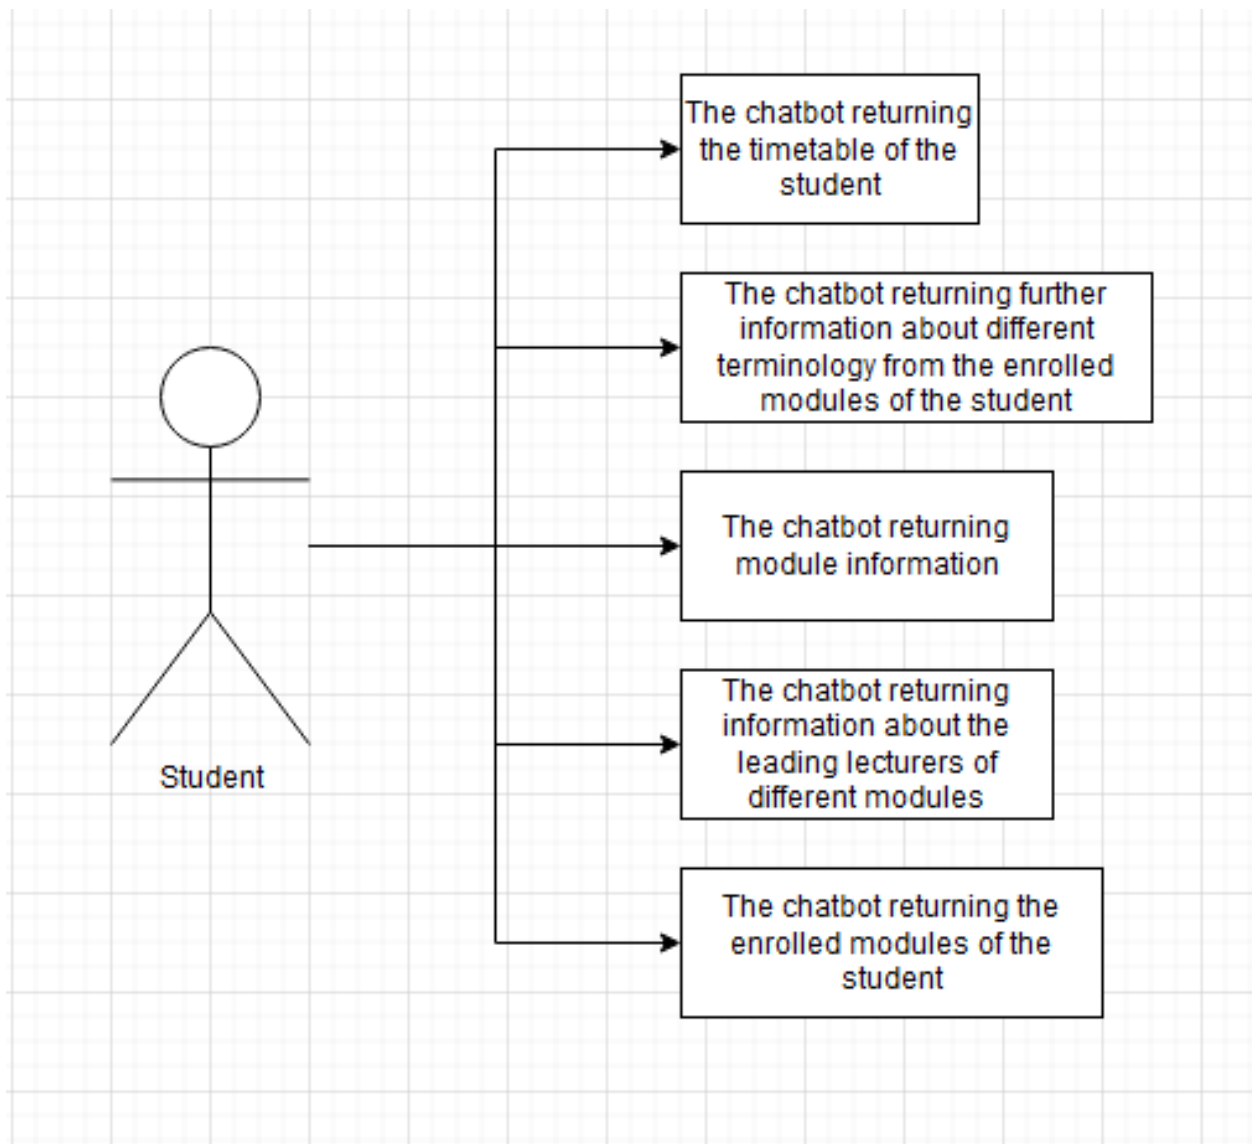 The chatbot returning
the timetable of the
student
The chatbot returning further
information about different
terminology from the enrolled
modules of the student
The chatbot returning
module information
The chatbot returning
information about the
leading lecturers of
different modules
Student
The chatbot returning the
enrolled modules of the
student